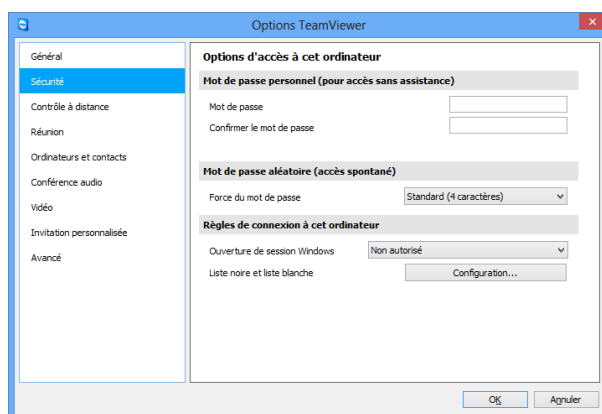 Options TeamViewer
Général
Sécurité
Contrôle à distance
Réunion
Ordinateurs et contacts
Conférence audio
Vidéo
Invitation personnalisée
Avancé
Options d'accès à cet ordinateur
Mot de passe personnel (pour accès sans assistance)
Mot de passe
Confirmer le mot de passe
Mot de passe aléatoire (accès spontané)
Force du mot de passe Standard (4 caractères)
Règles de connexion à cet ordinateur
Ouverture de session Windows Non autorisé
Liste noire et liste blanche Configuration...
OK Annuler